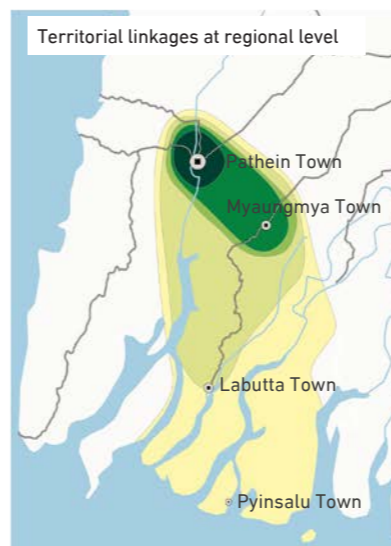 Territorial linkages at regional level
Pathein Town
Myaungmya Town
Labutta Town
Pyinsalu Town